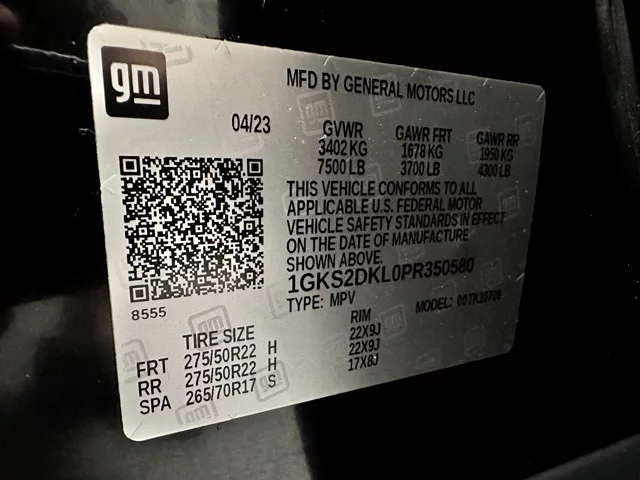 gm
MFD BY GENERAL MOTORS LLC
04/23 GVWR GAWR FRT GAWR RR
3402 KG 1678 KG 1950 KG
7500 LB 3700 LB 4300 LB
THIS VEHICLE CONFORMS TO ALL
APPLICABLE U.S. FEDERAL MOTOR
VEHICLE SAFETY STANDARDS IN EFFECT
ON THE DATE OF MANUFACTURE
SHOWN ABOVE.
1GKS2DKL0PR350580
TYPE: MPV MODEL:
8555
TIRE SIZE RIM
FRT 275/50R22 H 22X9J
RR 275/50R22 H 22X9J
SPA 265/70R17 S 17X8J